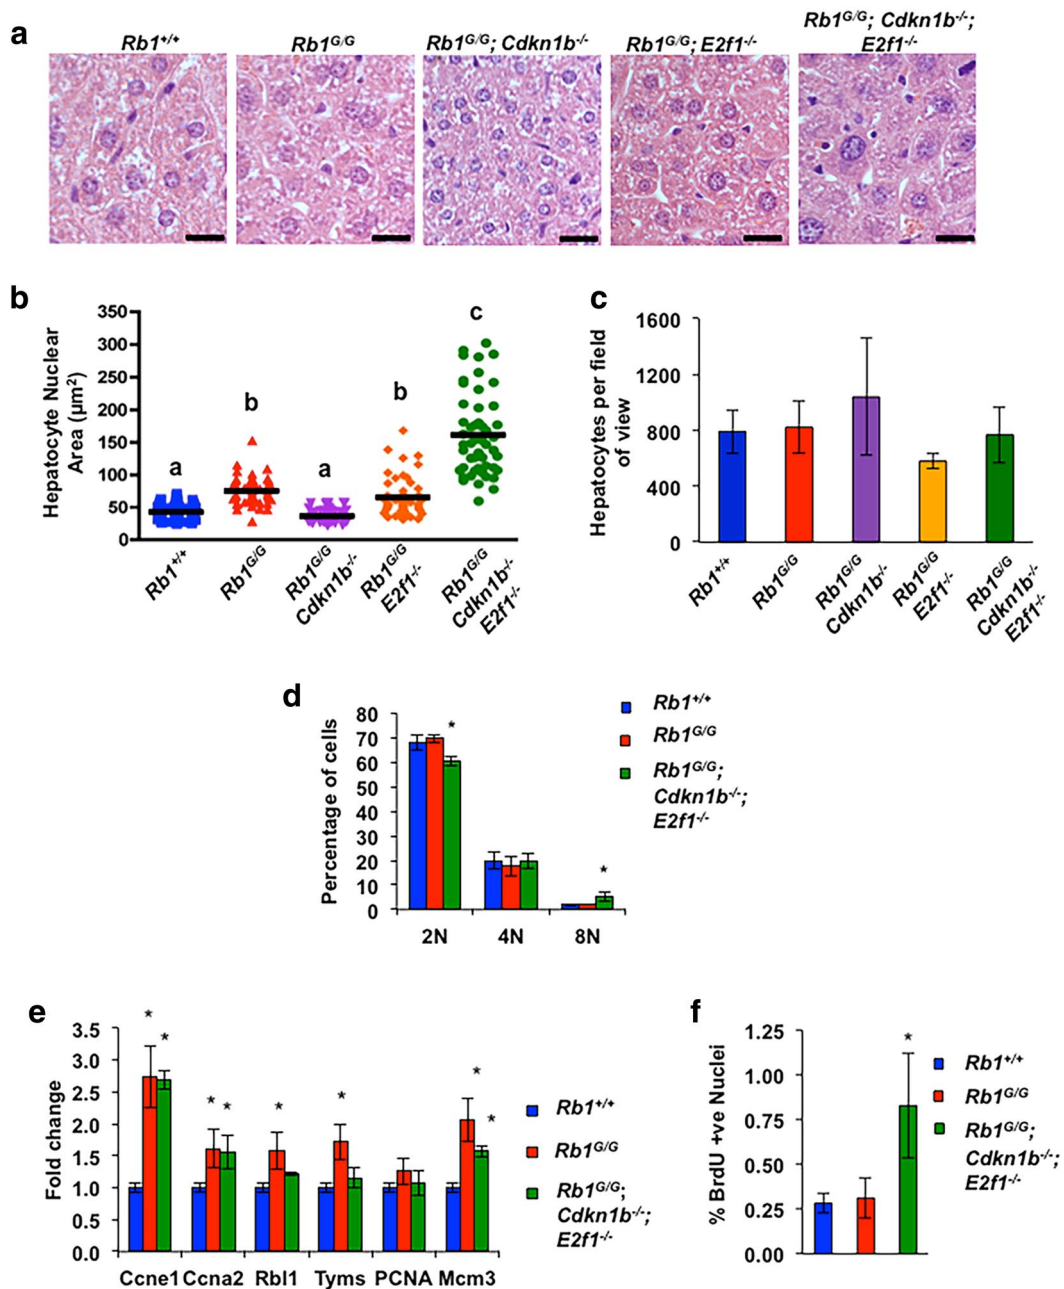 a
Rb1+/+
Rb1G/G
Rb1G/G; Cdkn1b-/-
Rb1G/G; E2f1-/-
Rb1G/G; Cdkn1b-/-;
E2f1-/-
b
Hepatocyte Nuclear
Area (µm2)
350
300
250
200
150
100
50
0
a
b
a
b
c
Rb1+/+
Rb1G/G
Rb1G/G
Cdkn1b-/-
Rb1G/G
E2f1-/-
Rb1G/G
Cdkn1b-/-
E2f1-/-
c
Hepatocytes per field
of view
1600
1200
800
400
0
Rb1+/+
Rb1G/G
Rb1G/G
Cdkn1b-/-
Rb1G/G
E2f1-/-
Rb1G/G
Cdkn1b-/-
E2f1-/-
d
Percentage of cells
80
70
60
50
40
30
20
10
0
*
*
2N 4N 8N
Rb1+/+
Rb1G/G
Rb1G/G;
Cdkn1b-/-;
E2f1-/-
e
Fold change
3.5
3.0
2.5
2.0
1.5
1.0
0.5
0.0
* * * * * * * *
Ccne1 Ccna2 Rbl1 Tyms PCNA Mcm3
Rb1+/+
Rb1G/G
Rb1G/G;
Cdkn1b-/-;
E2f1-/-
f
% BrdU +ve Nuclei
1.25
1.00
0.75
0.50
0.25
0.00
*
Rb1+/+
Rb1G/G
Rb1G/G;
Cdkn1b-/-;
E2f1-/-